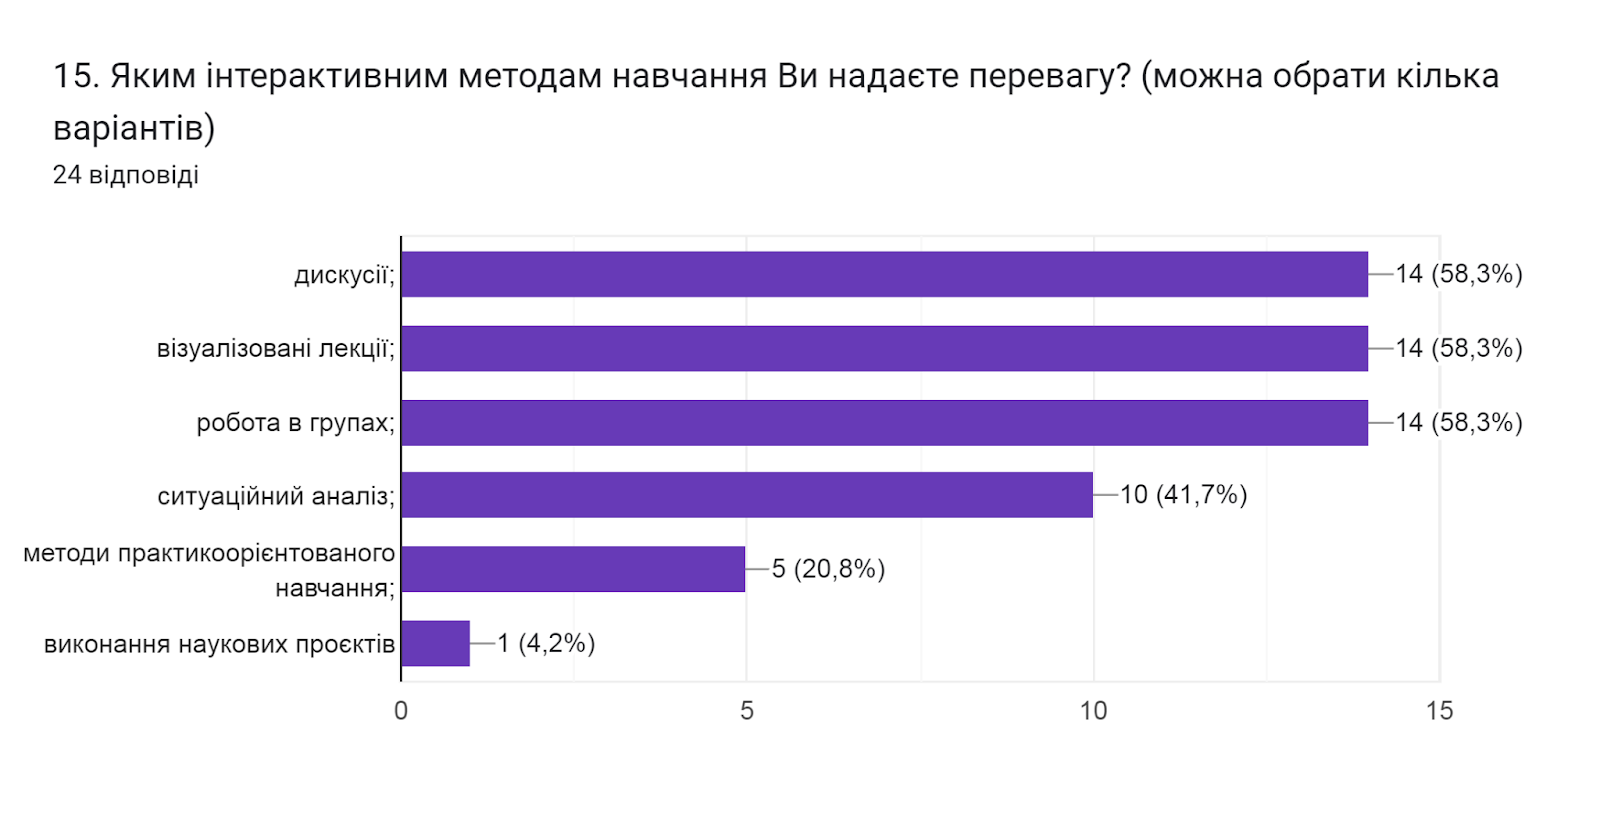 15. Яким інтерактивним методам навчання Ви надаєте перевагу? (можна обрати кілька
варіантів)
24 відповіді
дискусії;
14 (58,3%)
візуалізовані лекції;
14 (58,3%)
робота в групах;
14 (58,3%)
ситуаційний аналіз;
10 (41,7%)
методи практикоорієнтованого
навчання;
5 (20,8%)
виконання наукових проєктів
1 (4,2%)
0 5 10 15